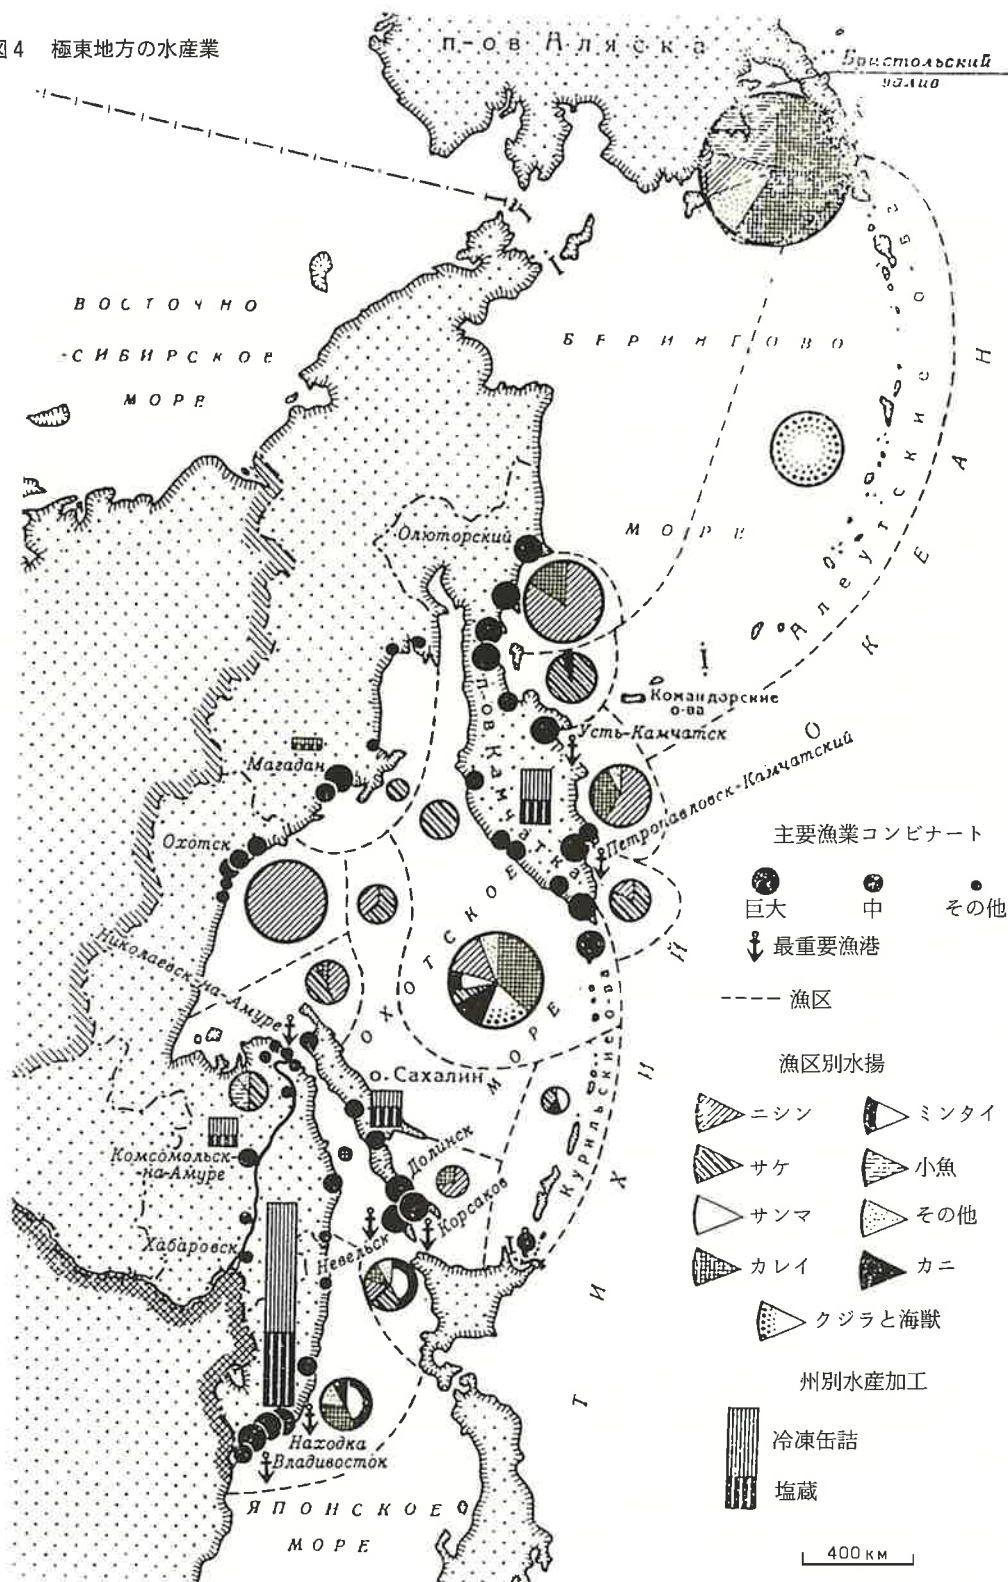 図4 極東地方の水産業
п-ов Аляска
Бристольский
залив
ВОСТОЧНО
-СИБИРСКОЕ
МОРЕ
БЕРИНГОВО
МОРЕ
Алеутские о-ва
Олюторский
п-ов Камчатка
Командорские
о-ва
Усть-Камчатск
Петропавловск-Камчатский
Магадан
Охотск
Николаевск-на-Амуре
ОХОТСКОЕ
МОРЕ
о. Сахалин
Долинск
Корсаков
Невельск
Курильские о-ва
Комсомольск-
-на-Амуре
Хабаровск
Находка
Владивосток
ЯПОНСКОЕ
МОРЕ
ТИХИЙ
ОКЕАН
主要漁業コンビナート
巨大 中 その他
最重要漁港
漁区
漁区別水揚
ニシン ミンタイ
サケ 小魚
サンマ その他
カレイ カニ
クジラと海獣
州別水産加工
冷凍缶詰
塩蔵
400 км